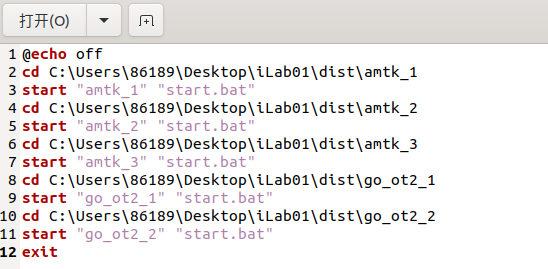 打开(O)
1 @echo off
2 cd C:\Users\86189\Desktop\iLab01\dist\amtk_1
3 start "amtk_1" "start.bat"
4 cd C:\Users\86189\Desktop\iLab01\dist\amtk_2
5 start "amtk_2" "start.bat"
6 cd C:\Users\86189\Desktop\iLab01\dist\amtk_3
7 start "amtk_3" "start.bat"
8 cd C:\Users\86189\Desktop\iLab01\dist\go_ot2_1
9 start "go_ot2_1" "start.bat"
10 cd C:\Users\86189\Desktop\iLab01\dist\go_ot2_2
11 start "go_ot2_2" "start.bat"
12 exit